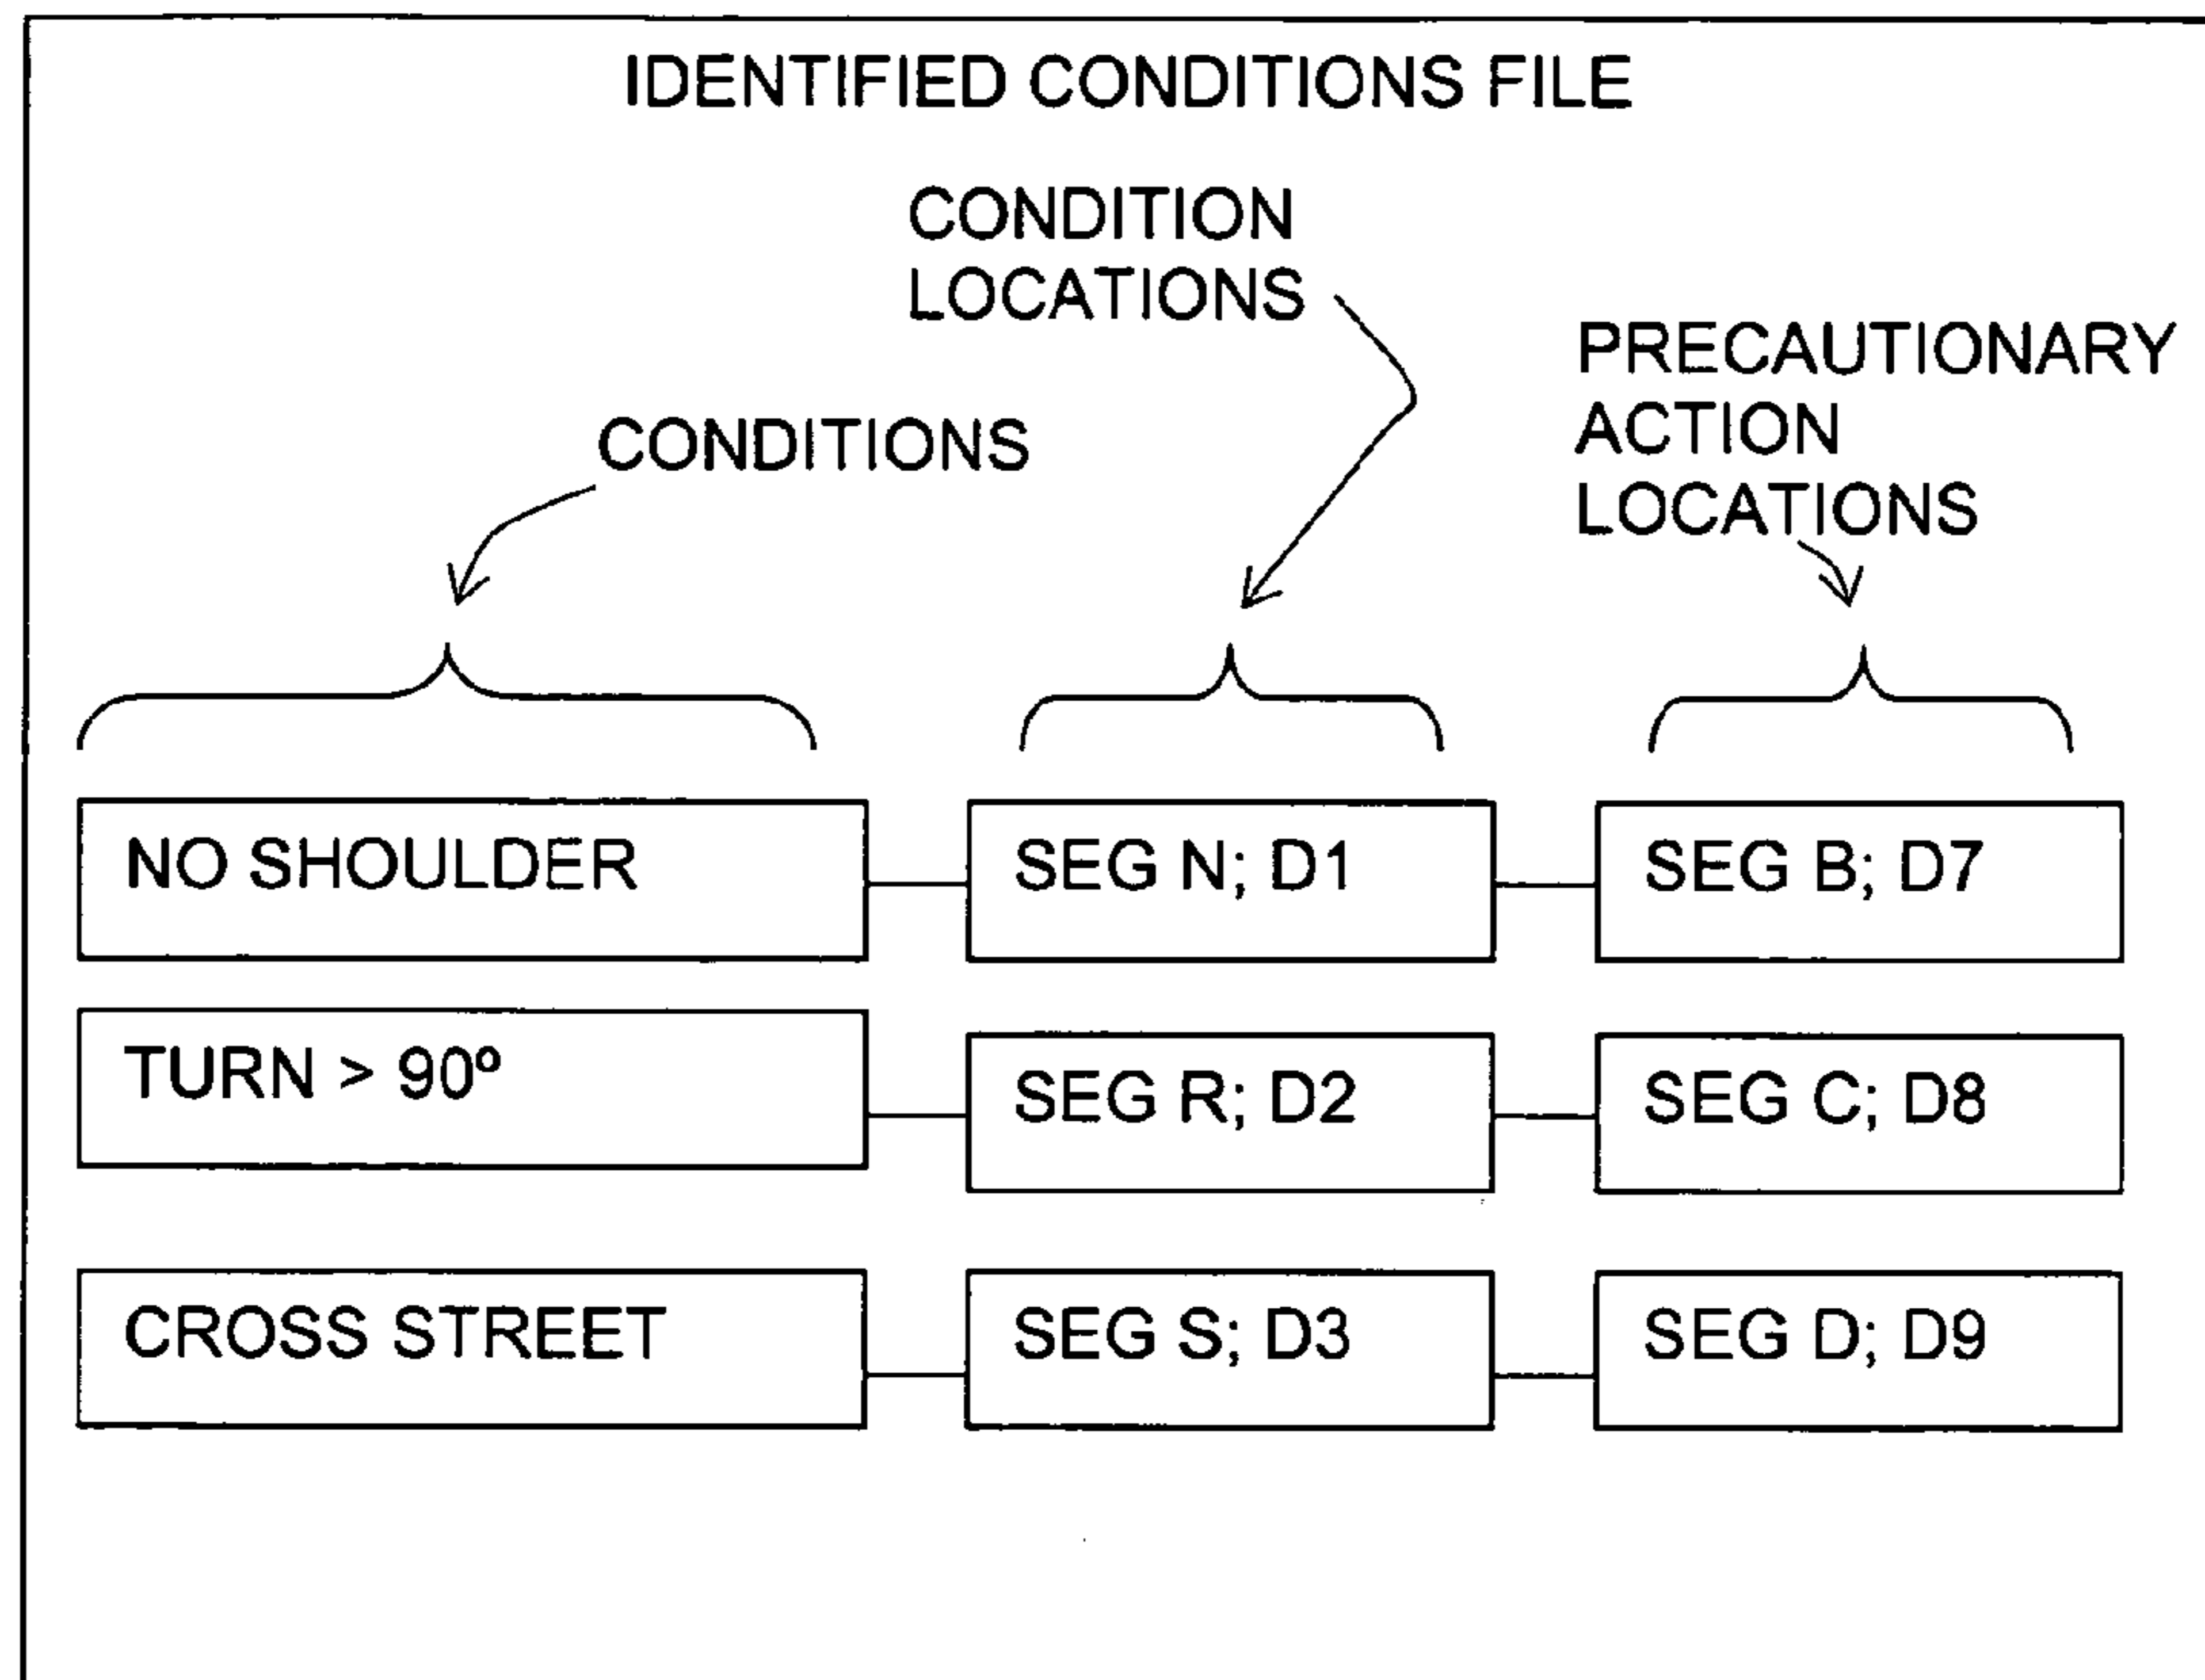 IDENTIFIED CONDITIONS FILE
CONDITION
LOCATIONS
PRECAUTIONARY
ACTION
LOCATIONS
CONDITIONS
NO SHOULDER
SEG N; D1
SEG B; D7
TURN > 90º
SEG R; D2
SEG C; D8
CROSS STREET
SEG S; D3
SEG D; D9